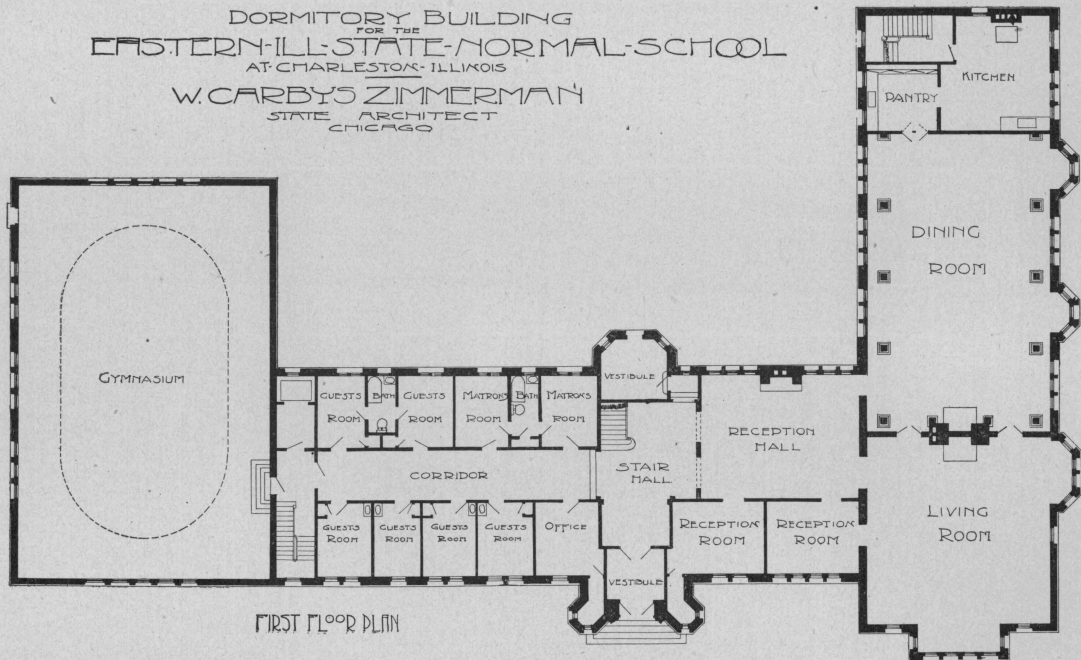 DORMITORY BUILDING
FOR THE
EASTERN-ILL-STATE-NORMAL-SCHOOL
AT-CHARLESTON-ILLINOIS
W. CARBYS ZIMMERMAN
STATE ARCHITECT
CHICAGO
KITCHEN
PANTRY
DINING
ROOM
GYMNASIUM
VESTIBULE
GUESTS
ROOM
BATH
GUESTS
ROOM
MATRONS
ROOM
BATH
MATRONS
ROOM
RECEPTION
HALL
CORRIDOR
STAIR
HALL
LIVING
ROOM
GUESTS
ROOM
GUESTS
ROOM
GUESTS
ROOM
GUESTS
ROOM
OFFICE
RECEPTION
ROOM
RECEPTION
ROOM
VESTIBULE
FIRST FLOOR PLAN